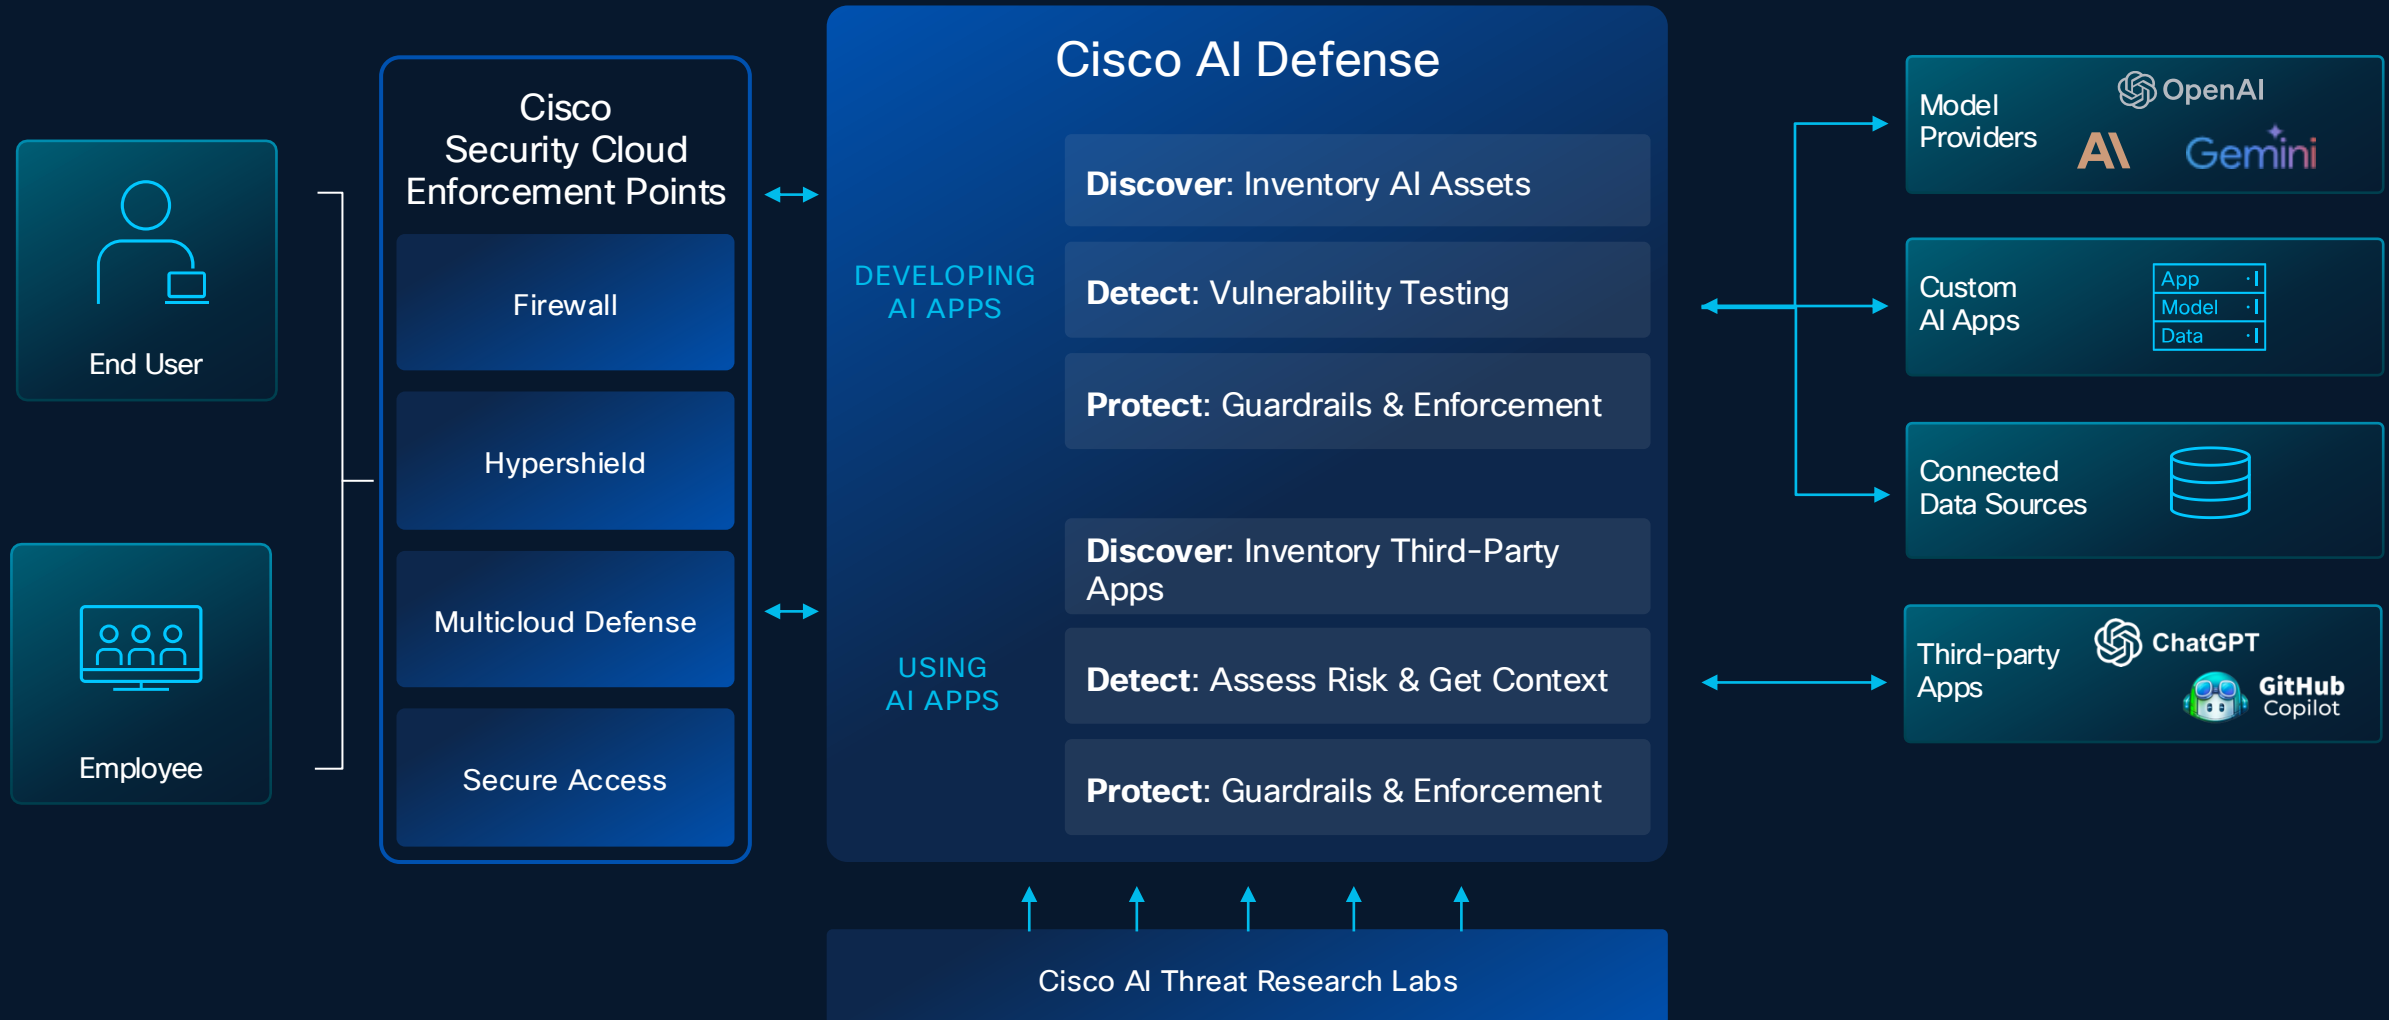 End User
Employee
Cisco
Security Cloud
Enforcement Points
Firewall
Hypershield
Multicloud Defense
Secure Access
Cisco AI Defense
DEVELOPING
AI APPS
Discover: Inventory AI Assets
Detect: Vulnerability Testing
Protect: Guardrails & Enforcement
USING
AI APPS
Discover: Inventory Third-Party
Apps
Detect: Assess Risk & Get Context
Protect: Guardrails & Enforcement
Cisco AI Threat Research Labs
Model
Providers
OpenAI
AI
Gemini
Custom
AI Apps
App
Model
Data
Connected
Data Sources
Third-party
Apps
ChatGPT
GitHub
Copilot